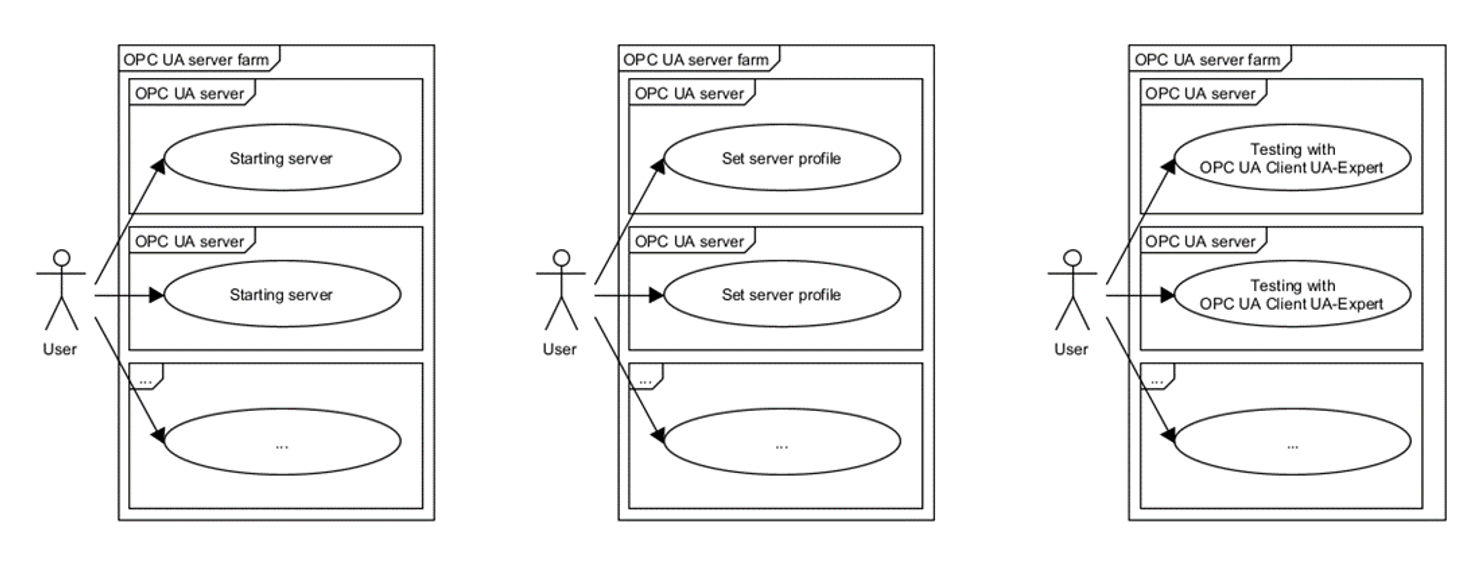 OPC UA server farm
OPC UA server
Starting server
OPC UA server
Starting server
User
...
...
OPC UA server farm
OPC UA server
Set server profile
OPC UA server
Set server profile
User
...
...
OPC UA server farm
OPC UA server
Testing with
OPC UA Client UA-Expert
OPC UA server
Testing with
OPC UA Client UA-Expert
User
...
...